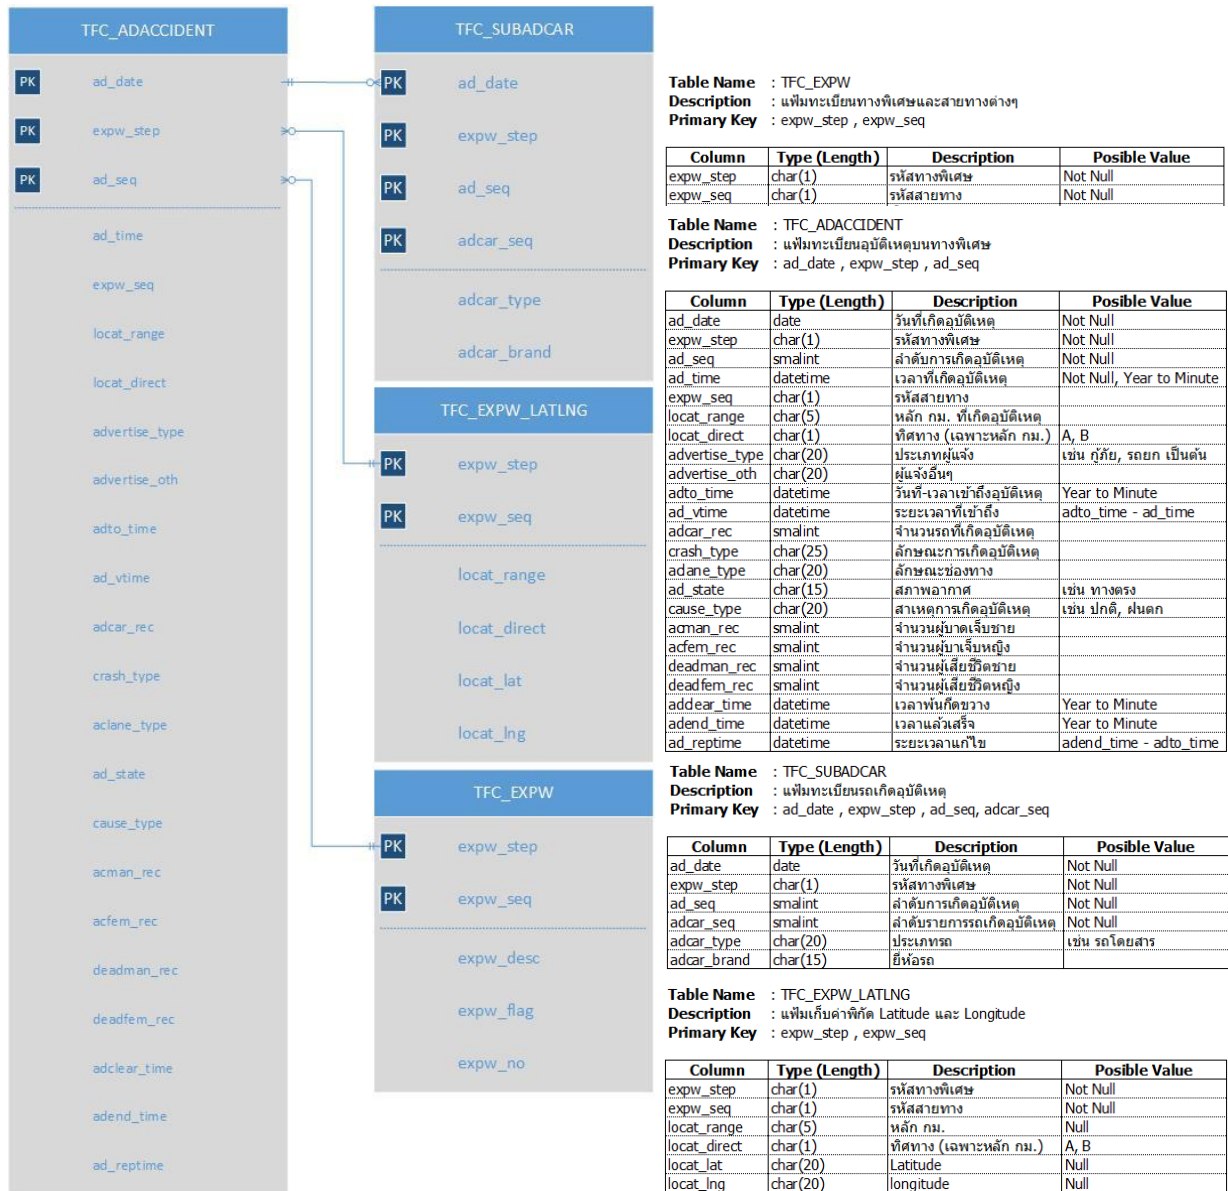 TFC_ADACCIDENT
PK ad_date
PK expw_step
PK ad_seq
ad_time
expw_seq
locat_range
locat_direct
advertise_type
advertise_oth
adto_time
ad_vtime
adcar_rec
crash_type
aclane_type
ad_state
cause_type
acman_rec
acfem_rec
deadman_rec
deadfem_rec
adclear_time
adend_time
ad_reptime
TFC_SUBADCAR
PK ad_date
PK expw_step
PK ad_seq
PK adcar_seq
adcar_type
adcar_brand
TFC_EXPW_LATLNG
PK expw_step
PK expw_seq
locat_range
locat_direct
locat_lat
locat_lng
TFC_EXPW
PK expw_step
PK expw_seq
expw_desc
expw_flag
expw_no
Table Name : TFC_EXPW
Description : แฟ้มทะเบียนทางพิเศษและสายทางต่างๆ
Primary Key : expw_step , expw_seq
Column Type (Length) Description Posible Value
expw_step char(1) รหัสทางพิเศษ Not Null
expw_seq char(1) รหัสสายทาง Not Null
Table Name : TFC_ADACCIDENT
Description : แฟ้มทะเบียนอุบัติเหตุบนทางพิเศษ
Primary Key : ad_date , expw_step , ad_seq
Column Type (Length) Description Posible Value
ad_date date วันที่เกิดอุบัติเหตุ Not Null
expw_step char(1) รหัสทางพิเศษ Not Null
ad_seq smalint ลำดับการเกิดอุบัติเหตุ Not Null
ad_time datetime เวลาที่เกิดอุบัติเหตุ Not Null, Year to Minute
expw_seq char(1) รหัสสายทาง
locat_range char(5) หลัก กม. ที่เกิดอุบัติเหตุ
locat_direct char(1) ทิศทาง (เฉพาะหลัก กม.) A, B
advertise_type char(20) ประเภทผู้แจ้ง เช่น กู้ภัย, รถยก เป็นต้น
advertise_oth char(20) ผู้แจ้งอื่นๆ
adto_time datetime วันที่-เวลาเข้าถึงอุบัติเหตุ Year to Minute
ad_vtime datetime ระยะเวลาที่เข้าถึง adto_time - ad_time
adcar_rec smalint จำนวนรถที่เกิดอุบัติเหตุ
crash_type char(25) ลักษณะการเกิดอุบัติเหตุ
aclane_type char(20) ลักษณะช่องทาง
ad_state char(15) สภาพอากาศ เช่น ทางตรง
cause_type char(20) สาเหตุการเกิดอุบัติเหตุ เช่น ปกติ, ฝนตก
acman_rec smalint จำนวนผู้บาดเจ็บชาย
acfem_rec smalint จำนวนผู้บาเจ็บหญิง
deadman_rec smalint จำนวนผู้เสียชีวิตชาย
deadfem_rec smalint จำนวนผู้เสียชีวิตหญิง
adclear_time datetime เวลาพ้นกีดขวาง Year to Minute
adend_time datetime เวลาแล้วเสร็จ Year to Minute
ad_reptime datetime ระยะเวลาแก้ไข adend_time - adto_time
Table Name : TFC_SUBADCAR
Description : แฟ้มทะเบียนรถเกิดอุบัติเหตุ
Primary Key : ad_date , expw_step , ad_seq, adcar_seq
Column Type (Length) Description Posible Value
ad_date date วันที่เกิดอุบัติเหตุ Not Null
expw_step char(1) รหัสทางพิเศษ Not Null
ad_seq smalint ลำดับการเกิดอุบัติเหตุ Not Null
adcar_seq smalint ลำดับรายการรถเกิดอุบัติเหตุ Not Null
adcar_type char(20) ประเภทรถ เช่น รถโดยสาร
adcar_brand char(15) ยี่ห้อรถ
Table Name : TFC_EXPW_LATLNG
Description : แฟ้มเก็บค่าพิกัด Latitude และ Longitude
Primary Key : expw_step , expw_seq
Column Type (Length) Description Posible Value
expw_step char(1) รหัสทางพิเศษ Not Null
expw_seq char(1) รหัสสายทาง Not Null
locat_range char(5) หลัก กม. Null
locat_direct char(1) ทิศทาง (เฉพาะหลัก กม.) A, B
locat_lat char(20) Latitude Null
locat_lng char(20) longitude Null